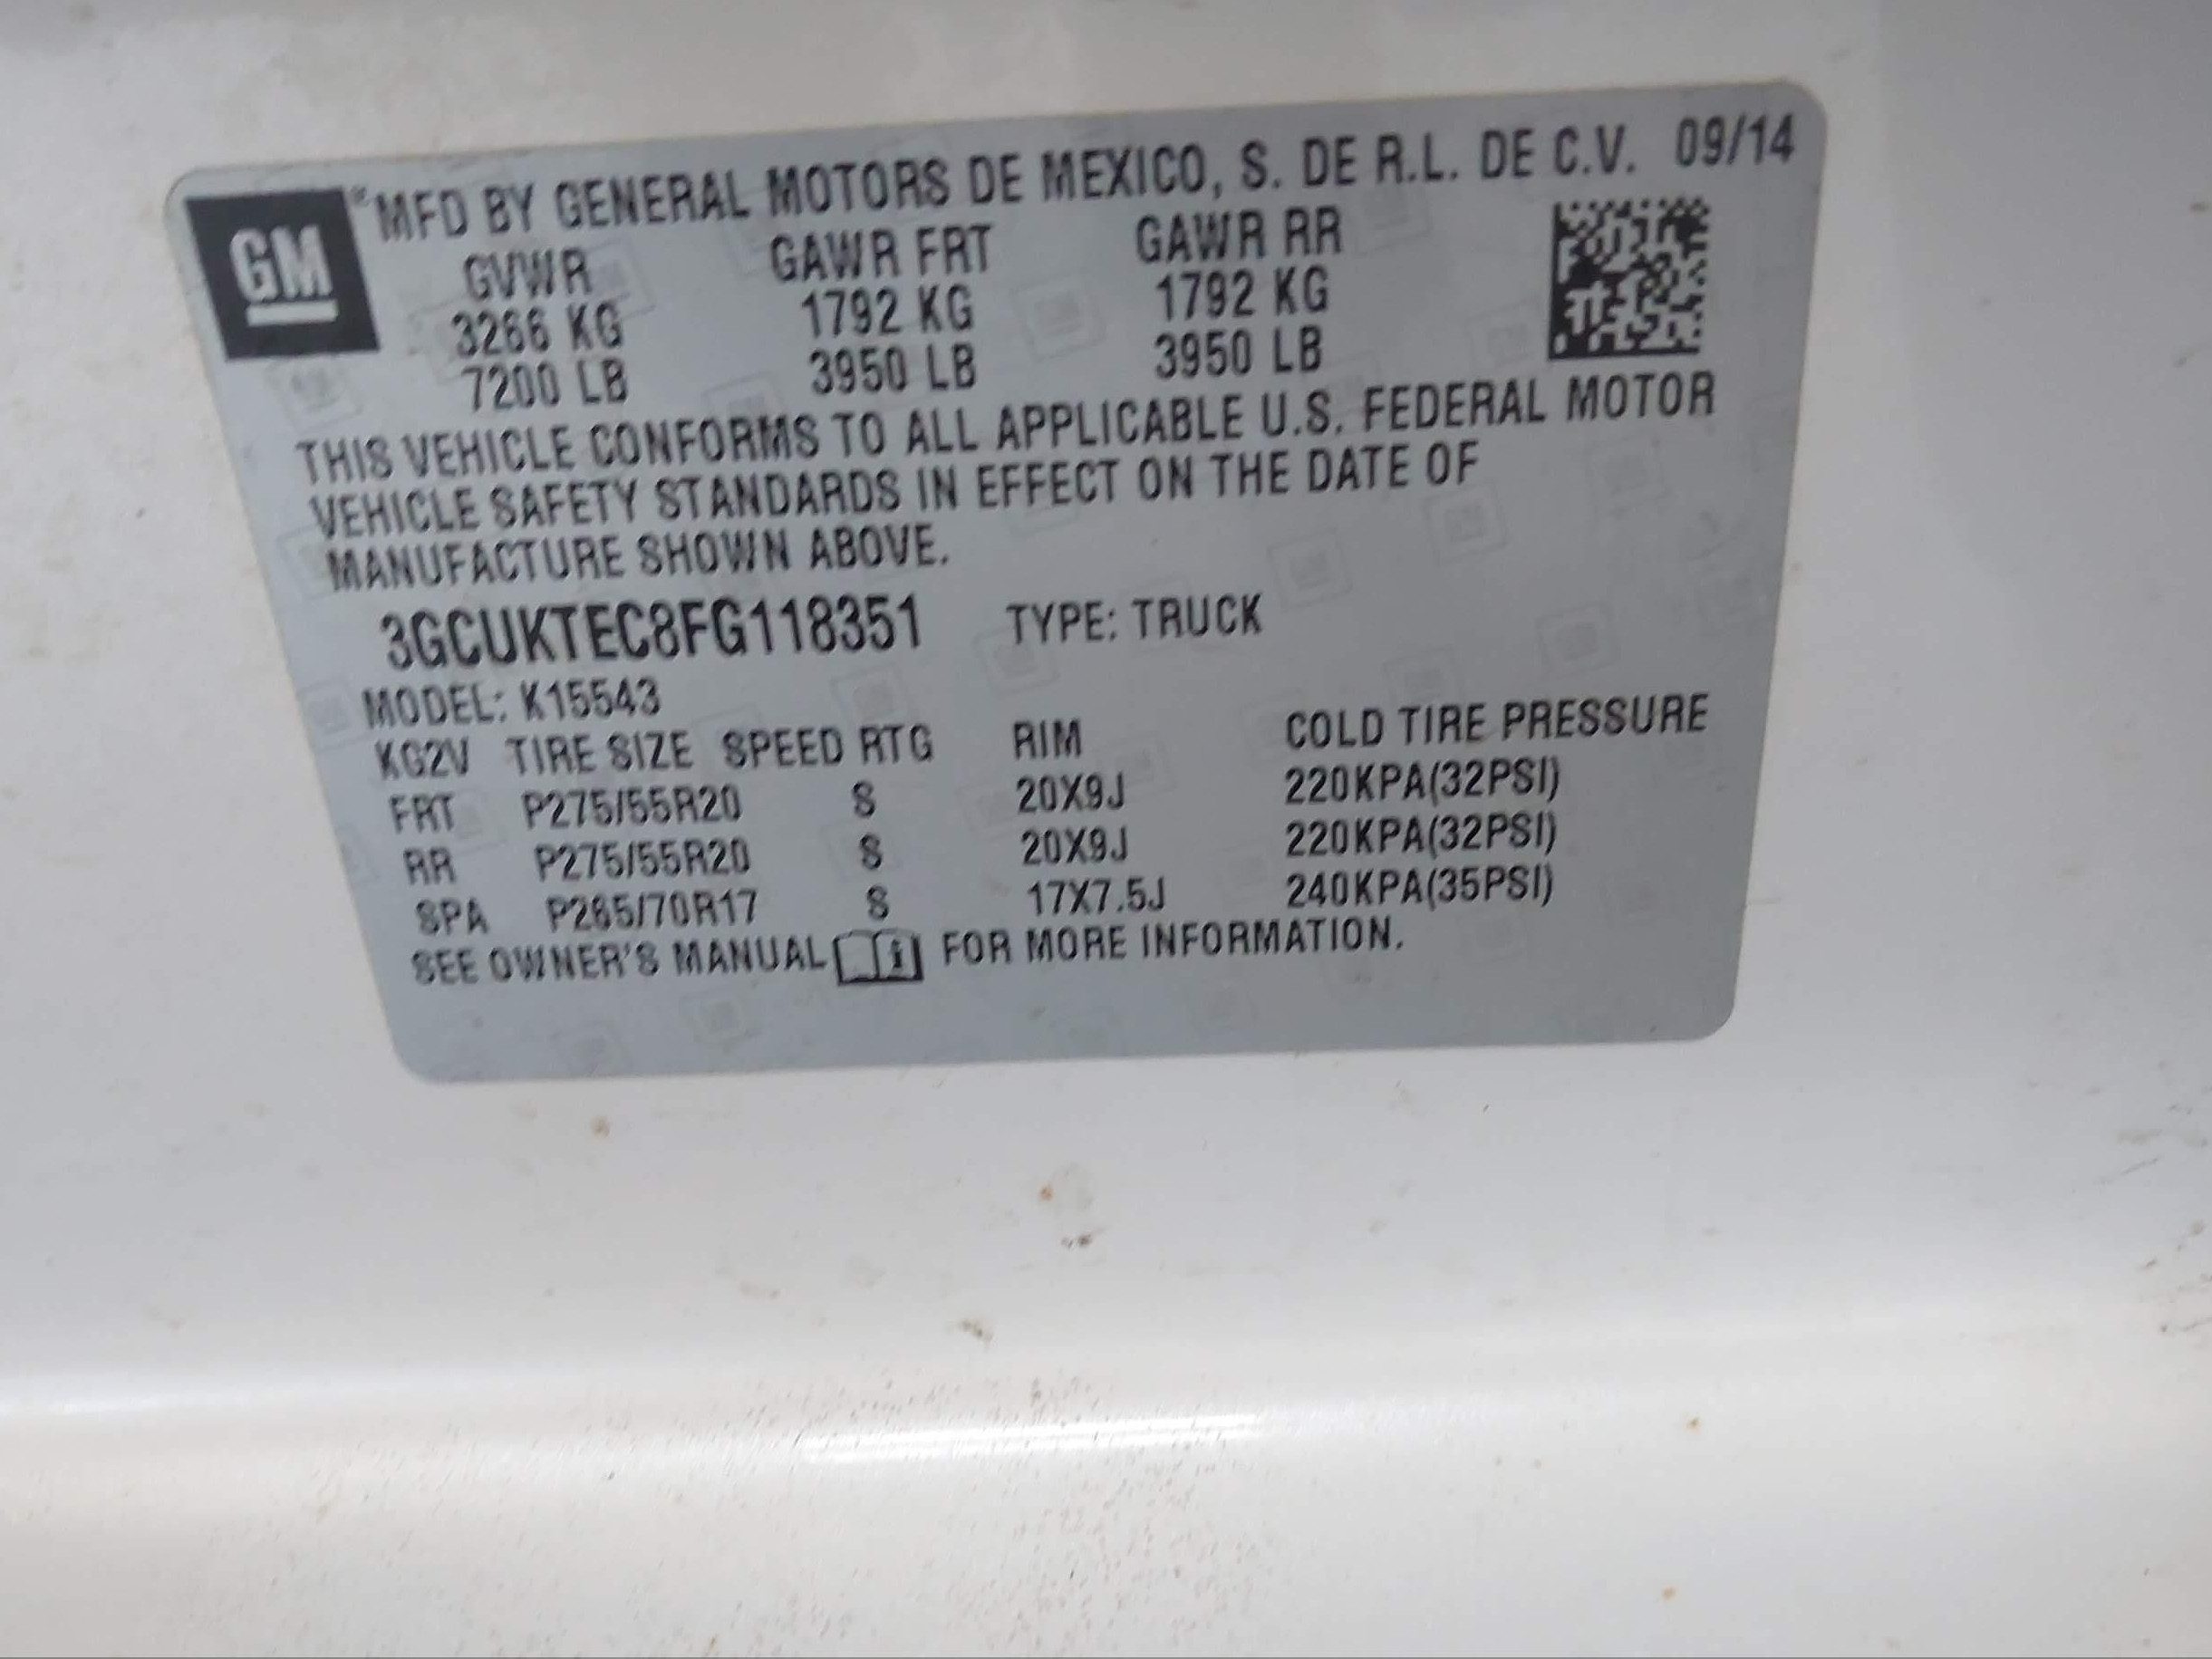 GM ®MFD BY GENERAL MOTORS DE MEXICO, S. DE R.L. DE C.V. 09/14
GVWR GAWR FRT GAWR RR
3266 KG 1792 KG 1792 KG
7200 LB 3950 LB 3950 LB
THIS VEHICLE CONFORMS TO ALL APPLICABLE U.S. FEDERAL MOTOR
VEHICLE SAFETY STANDARDS IN EFFECT ON THE DATE OF
MANUFACTURE SHOWN ABOVE.
3GCUKTEC8FG118351 TYPE: TRUCK
MODEL: K15543
KG2V TIRE SIZE SPEED RTG RIM COLD TIRE PRESSURE
FRT P275/55R20 S 20X9J 220KPA(32PSI)
RR P275/55R20 S 20X9J 220KPA(32PSI)
SPA P265/70R17 S 17X7.5J 240KPA(35PSI)
SEE OWNER'S MANUAL FOR MORE INFORMATION.